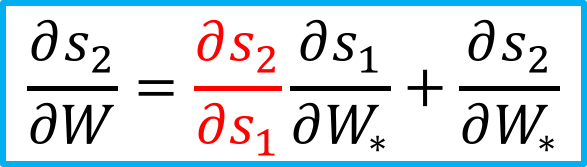 ∂s₂/∂W = ∂s₂/∂s₁ ∂s₁/∂W* + ∂s₂/∂W*